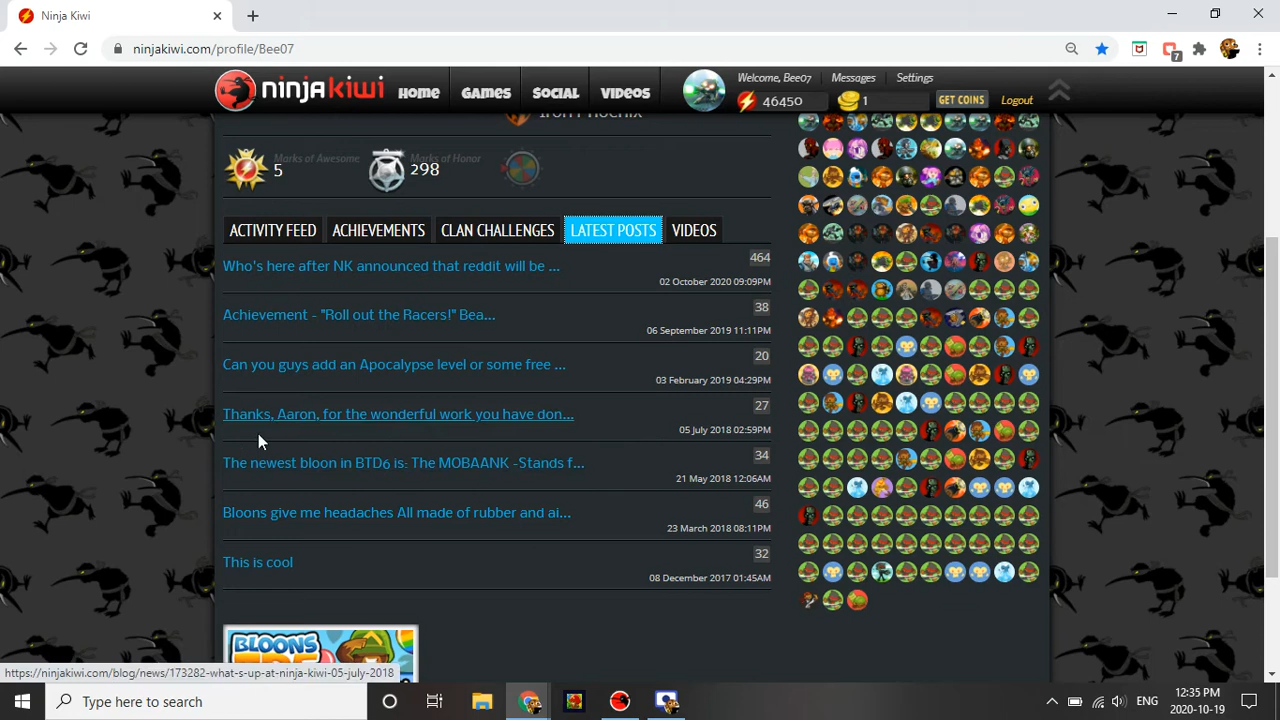 Ninja Kiwi
ninjakiwi.com/profile/Bee07
7
ninjakiwi
Home
Games
Social
Videos
Welcome, Bee07
Messages
Settings
46450
1
GET COINS
Logout
Iron Phoenix
Marks of Awesome
5
Marks of Honor
298
ACTIVITY FEED
ACHIEVEMENTS
CLAN CHALLENGES
LATEST POSTS
VIDEOS
Who's here after NK announced that reddit will be ...
464
02 October 2020 09:09PM
Achievement - "Roll out the Racers!" Bea...
38
06 September 2019 11:11PM
Can you guys add an Apocalypse level or some free ...
20
03 February 2019 04:29PM
Thanks, Aaron, for the wonderful work you have don...
27
05 July 2018 02:59PM
The newest bloon in BTD6 is: The MOBAANK -Stands f...
34
21 May 2018 12:06AM
Bloons give me headaches All made of rubber and ai...
46
23 March 2018 08:11PM
This is cool
32
08 December 2017 01:45AM
BLOONS
https://ninjakiwi.com/blog/news/173282-what-s-up-at-ninja-kiwi-05-july-2018
Type here to search
ENG
12:35 PM
2020-10-19